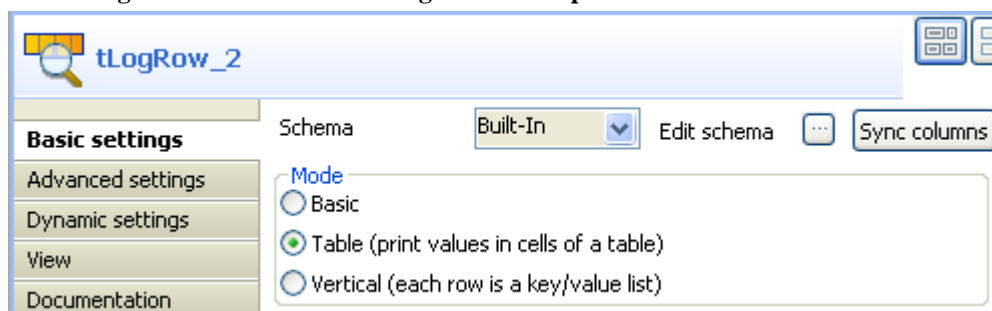 tLogRow_2
Basic settings
Schema Built-In Edit schema ... Sync columns
Advanced settings
Mode
Basic
Dynamic settings
Table (print values in cells of a table)
View
Vertical (each row is a key/value list)
Documentation